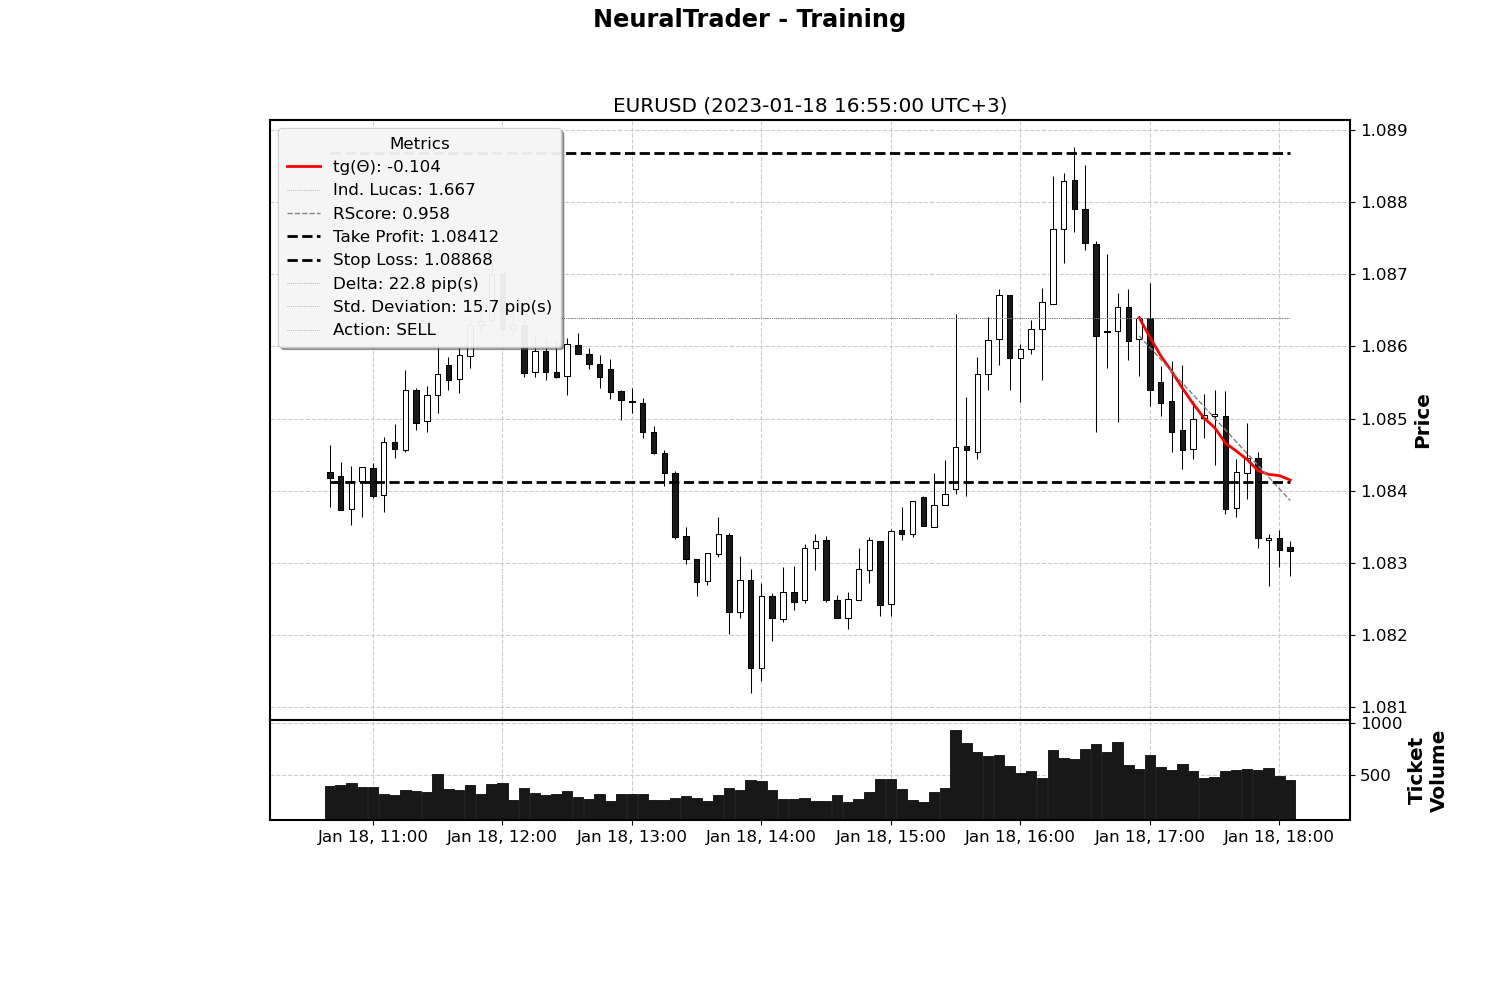 NeuralTrader - Training
EURUSD (2023-01-18 16:55:00 UTC+3)
Metrics
tg(Θ): -0.104
Ind. Lucas: 1.667
RScore: 0.958
Take Profit: 1.08412
Stop Loss: 1.08868
Delta: 22.8 pip(s)
Std. Deviation: 15.7 pip(s)
Action: SELL
1.089
1.088
1.087
1.086
1.085
1.084
1.083
1.082
1.081
Price
1000
500
Ticket
Volume
Jan 18, 11:00
Jan 18, 12:00
Jan 18, 13:00
Jan 18, 14:00
Jan 18, 15:00
Jan 18, 16:00
Jan 18, 17:00
Jan 18, 18:00